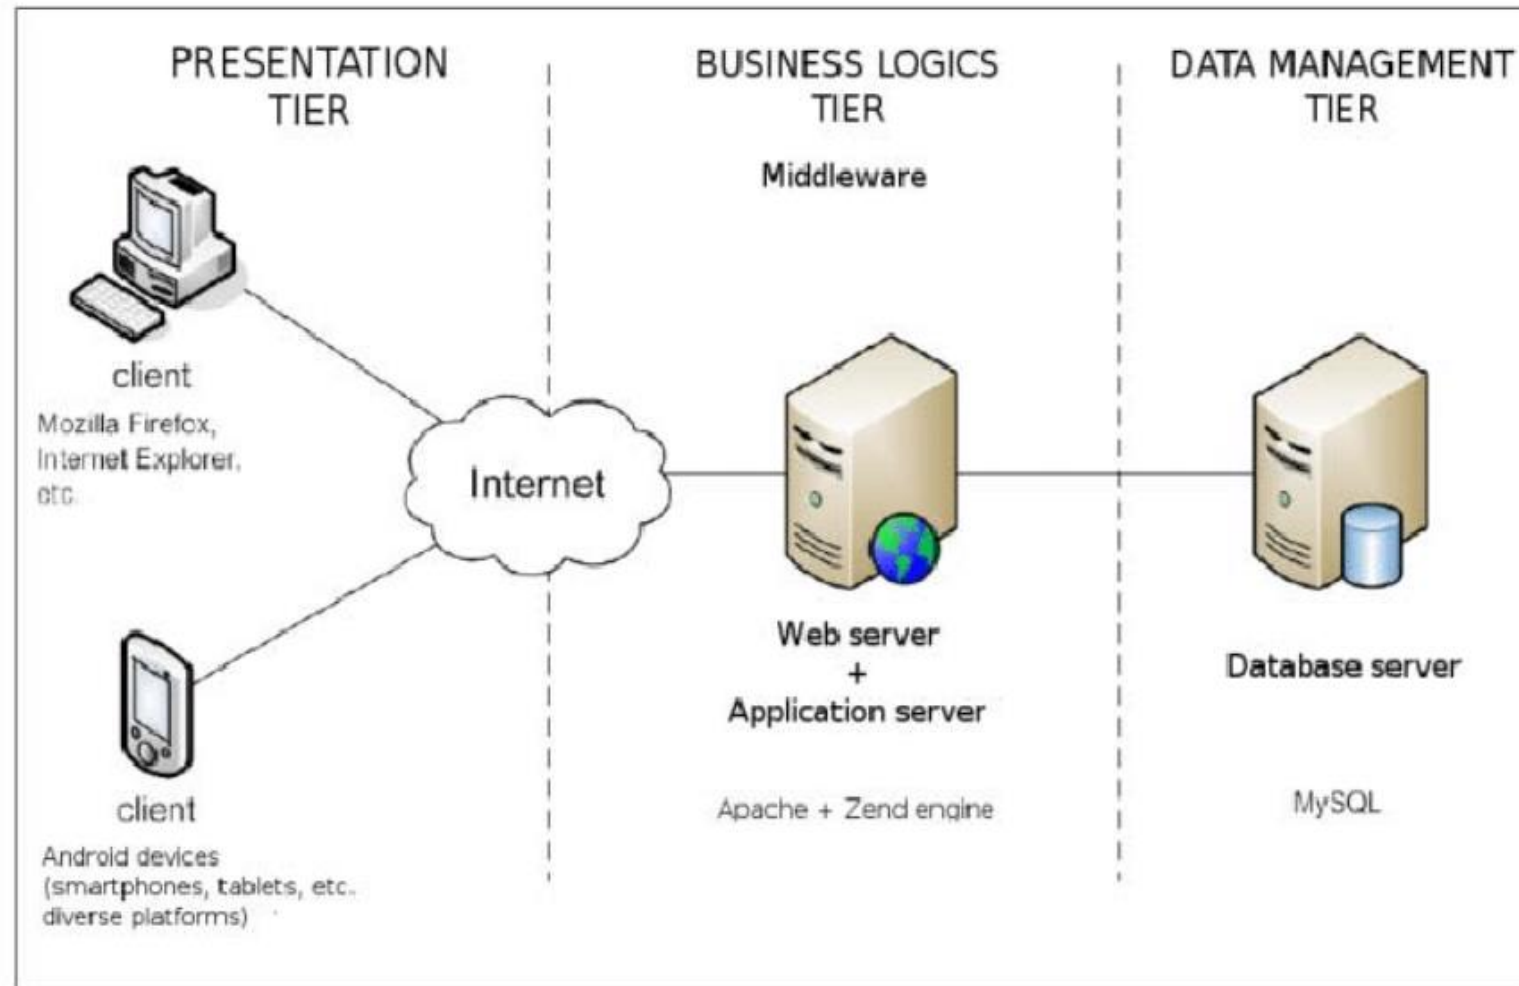 PRESENTATION
TIER
BUSINESS LOGICS
TIER
DATA MANAGEMENT
TIER
Middleware
client
Mozilla Firefox,
Internet Explorer,
etc.
Internet
client
Android devices
(smartphones, tablets, etc.
diverse platforms)
Web server
+
Application server
Apache + Zend engine
Database server
MySQL